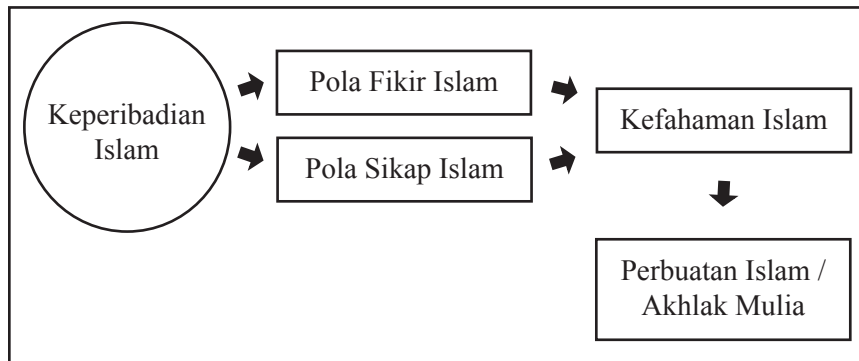 Keperibadian
Islam
Pola Fikir Islam
Pola Sikap Islam
Kefahaman Islam
Perbuatan Islam /
Akhlak Mulia